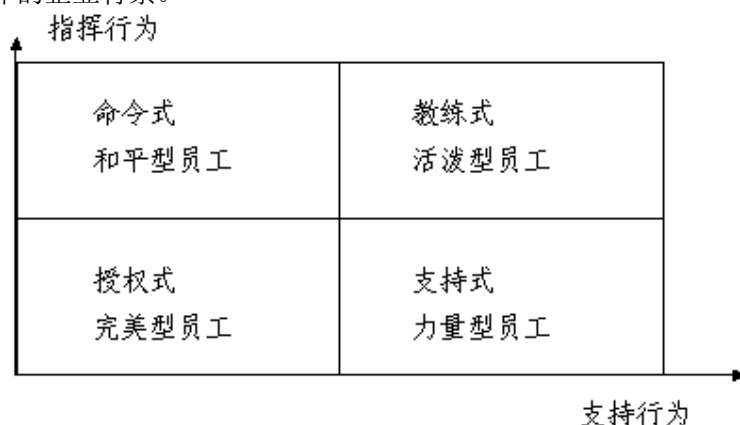 指挥行为
命令式
和平型员工
教练式
活泼型员工
授权式
完美型员工
支持式
力量型员工
支持行为